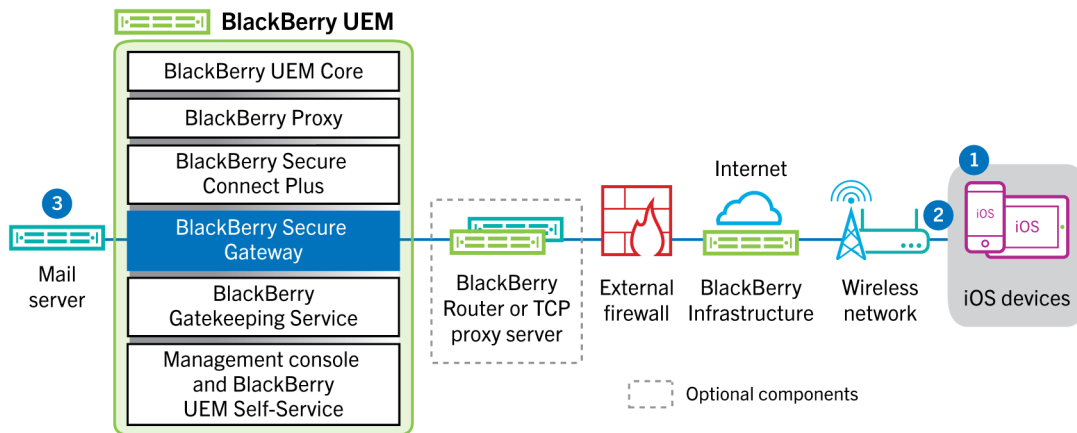 BlackBerry UEM
BlackBerry UEM Core
BlackBerry Proxy
BlackBerry Secure
Connect Plus
BlackBerry Secure
Gateway
BlackBerry
Gatekeeping Service
Management console
and BlackBerry
UEM Self-Service
3
Mail
server
BlackBerry
Router or TCP
proxy server
External
firewall
Internet
BlackBerry
Infrastructure
Wireless
network
2
1
iOS
iOS
iOS devices
Optional components